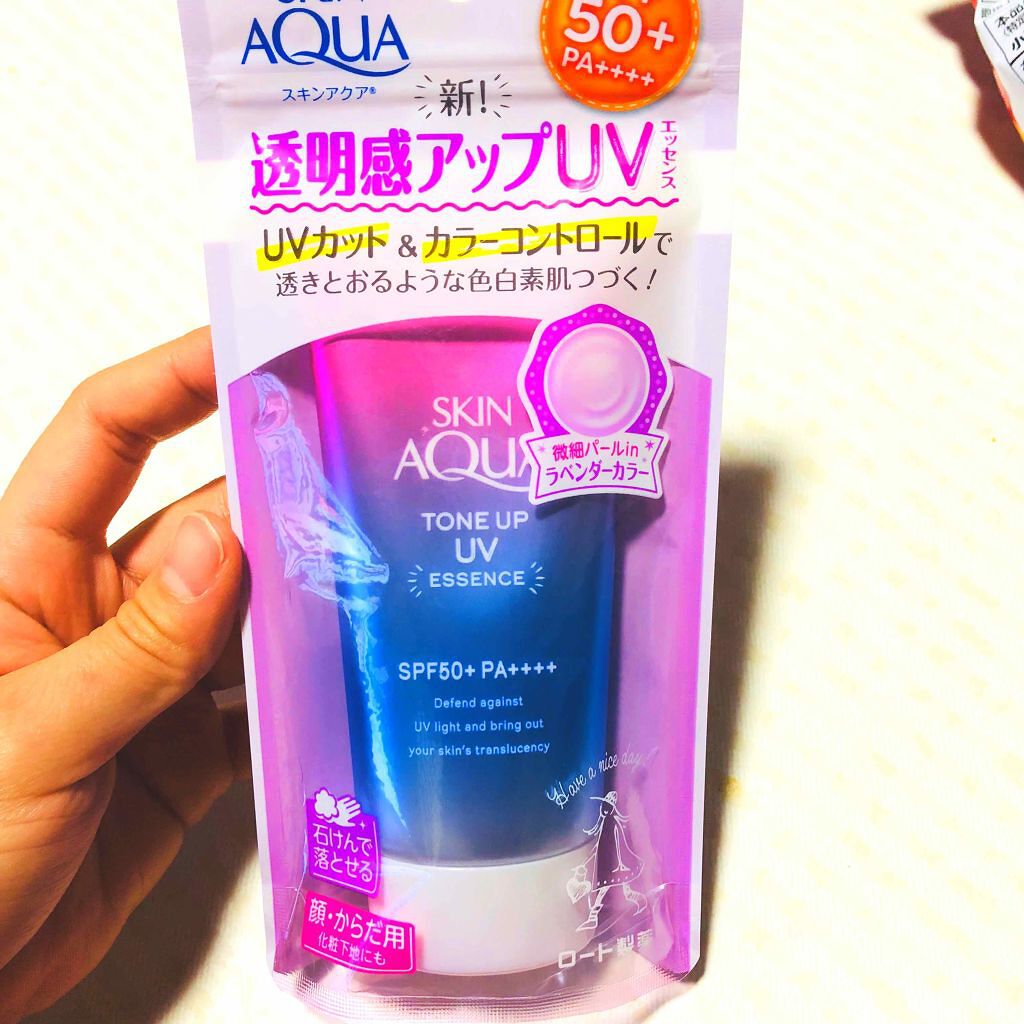 SKIN
AQUA
スキンアクア®
50+
PA++++
新!
透明感アップUV
エッセンス
UVカット&カラーコントロールで
透きとおるような色白素肌つづく!
SKIN
AQUA
微細パールin
ラベンダーカラー
TONE UP
UV
ESSENCE
SPF50+ PA++++
Defend against
UV light and bring out
your skin's translucency
Have a nice day!
石けんで
落とせる
顔・からだ用
化粧下地にも
ロート製薬